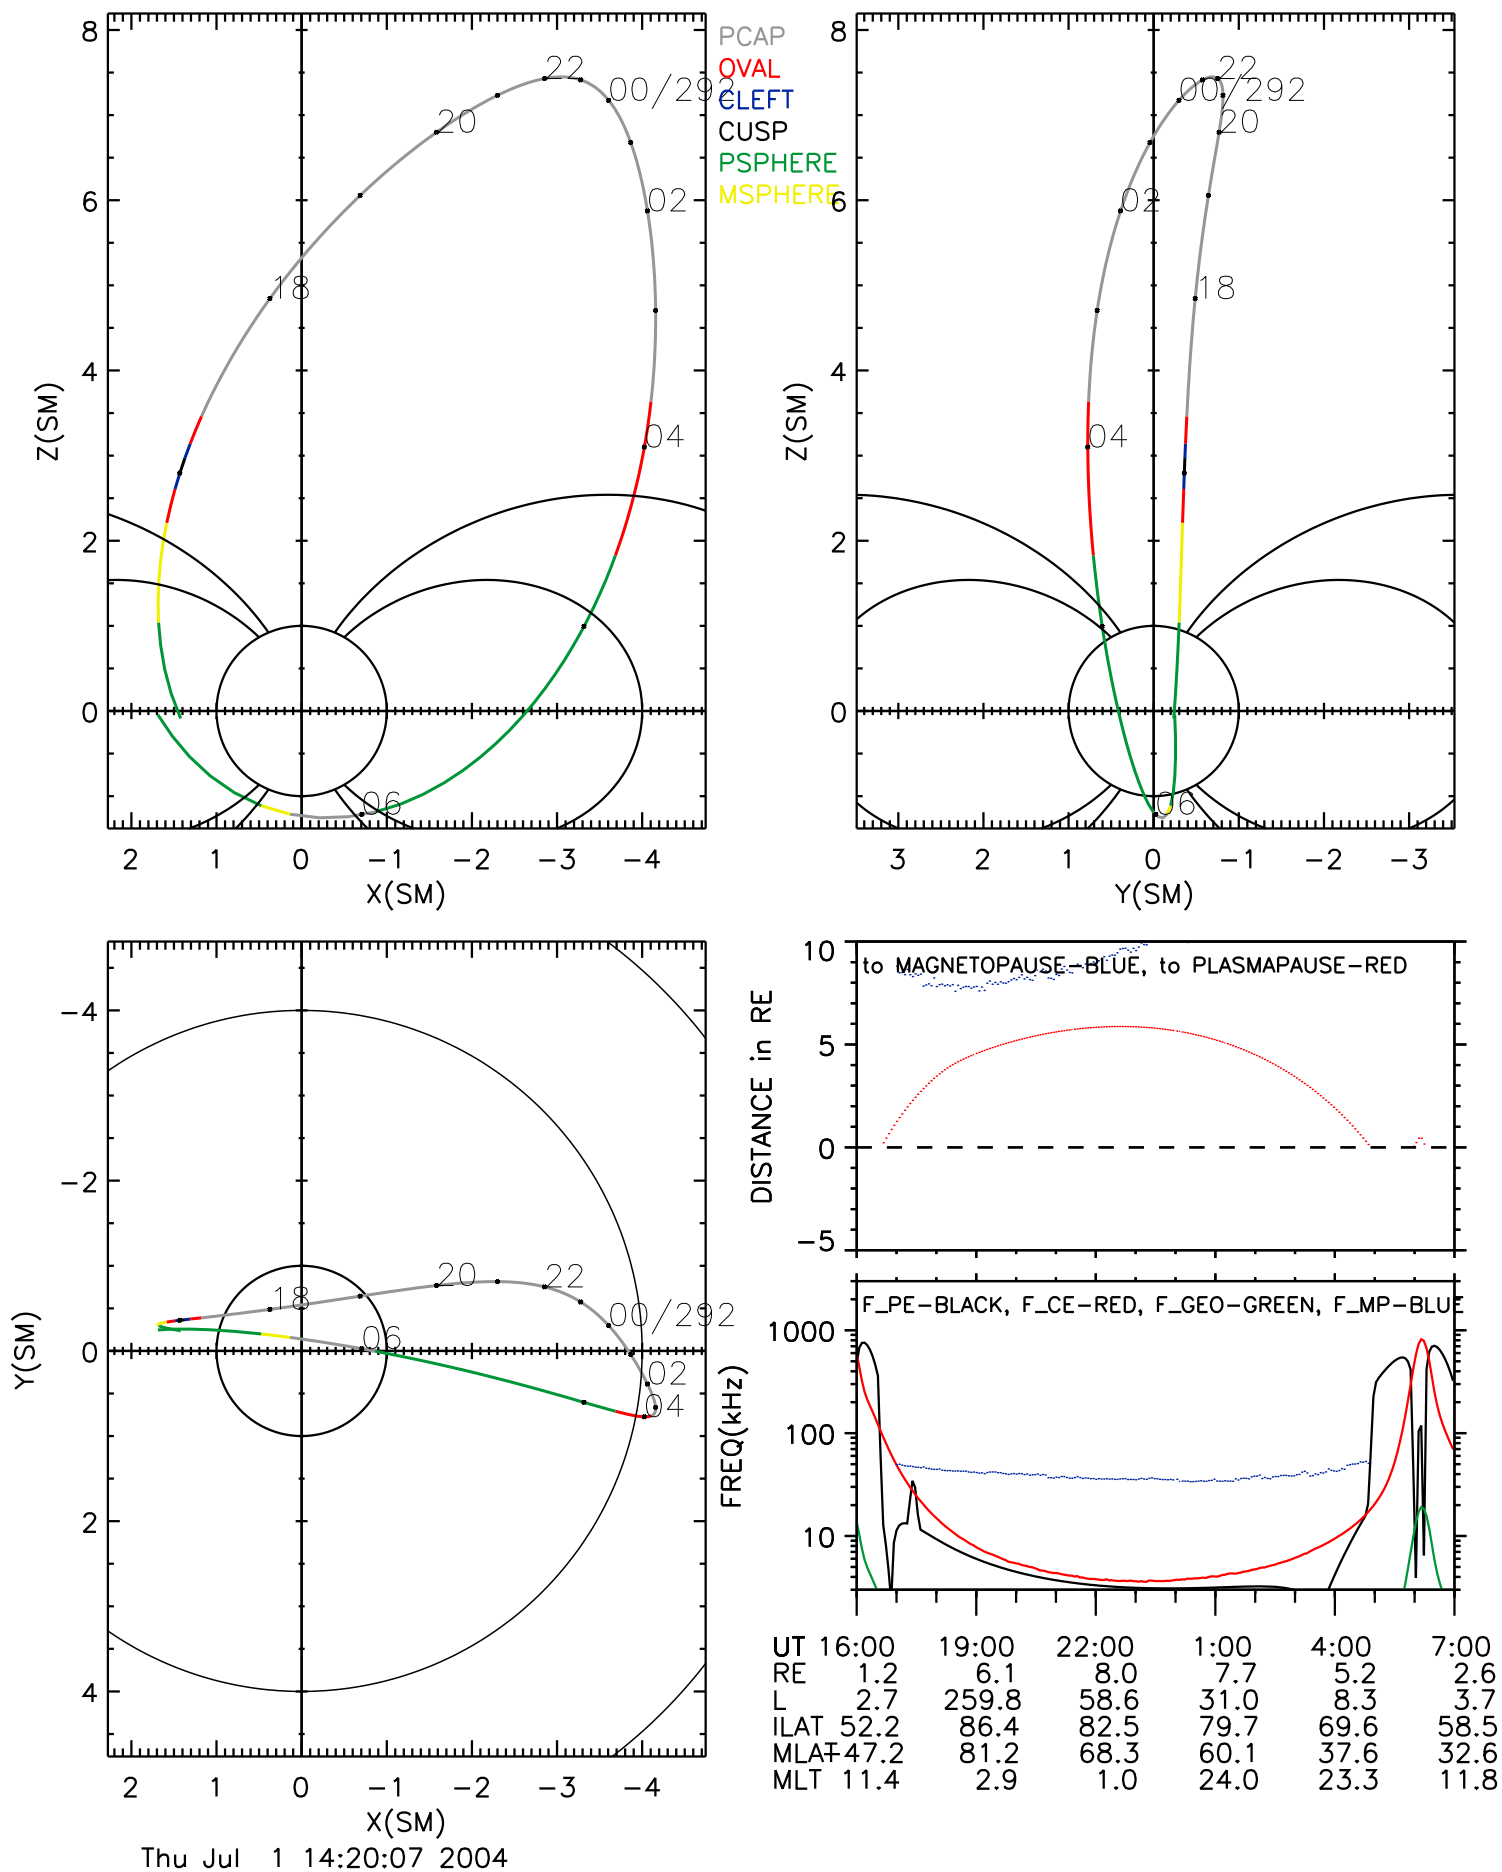 PCAP
OVAL
CLEFT
CUSP
PSPHERE
MSPHERE
8
6
4
2
0
Z(SM)
2 1 0 −1 −2 −3 −4
X(SM)
18
20
22
00/292
02
04
06
8
6
4
2
0
Z(SM)
3 2 1 0 −1 −2 −3
Y(SM)
18
20
22
00/292
02
04
06
−4
−2
0
2
4
Y(SM)
2 1 0 −1 −2 −3 −4
X(SM)
18
20
22
00/292
02
04
06
to MAGNETOPAUSE−BLUE, to PLASMAPAUSE−RED
10
5
0
−5
DISTANCE in RE
F_PE−BLACK, F_CE−RED, F_GEO−GREEN, F_MP−BLUE
1000
100
10
FREQ(kHz)
UT 16:00 19:00 22:00 1:00 4:00 7:00
RE 1.2 6.1 8.0 7.7 5.2 2.6
L 2.7 259.8 58.6 31.0 8.3 3.7
ILAT 52.2 86.4 82.5 79.7 69.6 58.5
MLAT −47.2 81.2 68.3 60.1 37.6 32.6
MLT 11.4 2.9 1.0 24.0 23.3 11.8
Thu Jul 1 14:20:07 2004